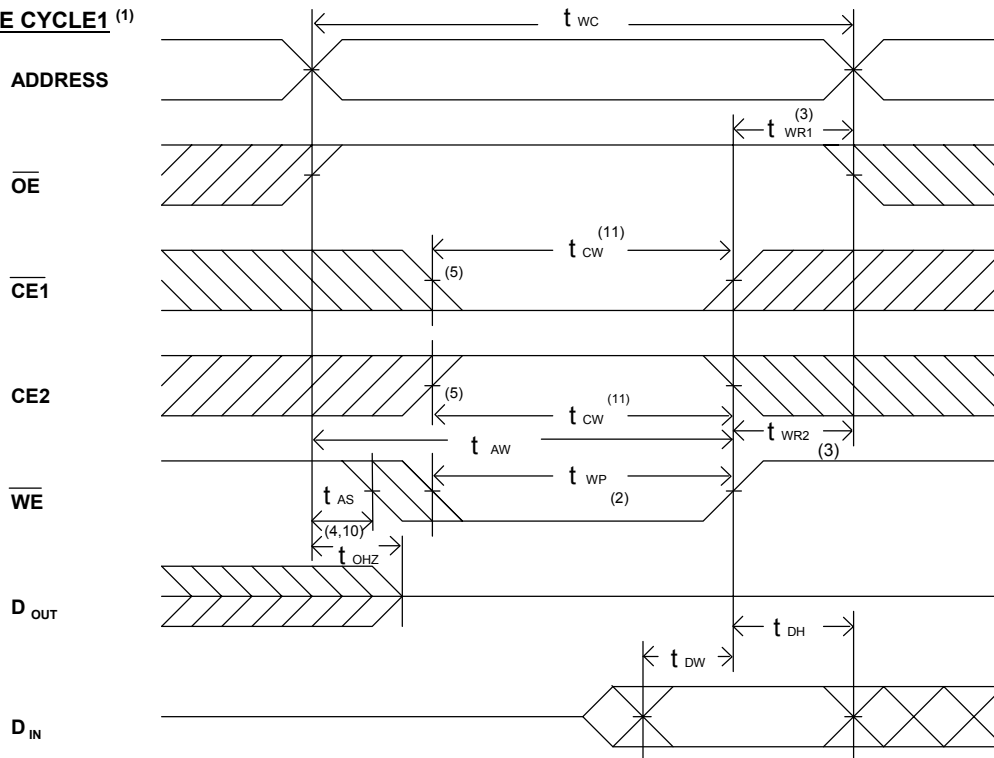 E CYCLE1 (1)
t WC
ADDRESS
t WR1 (3)
OE
t CW (11)
CE1
(5)
CE2
(5)
t CW (11)
t AW
t WR2 (3)
WE
t AS
t WP (2)
(4,10)
t OHZ
D OUT
t DH
t DW
D IN